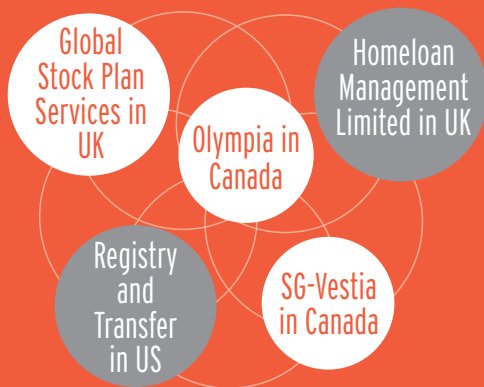 Global
Stock Plan
Services in
UK
Homeloan
Management
Limited in UK
Olympia in
Canada
Registry
and
Transfer
in US
SG-Vestia
in Canada